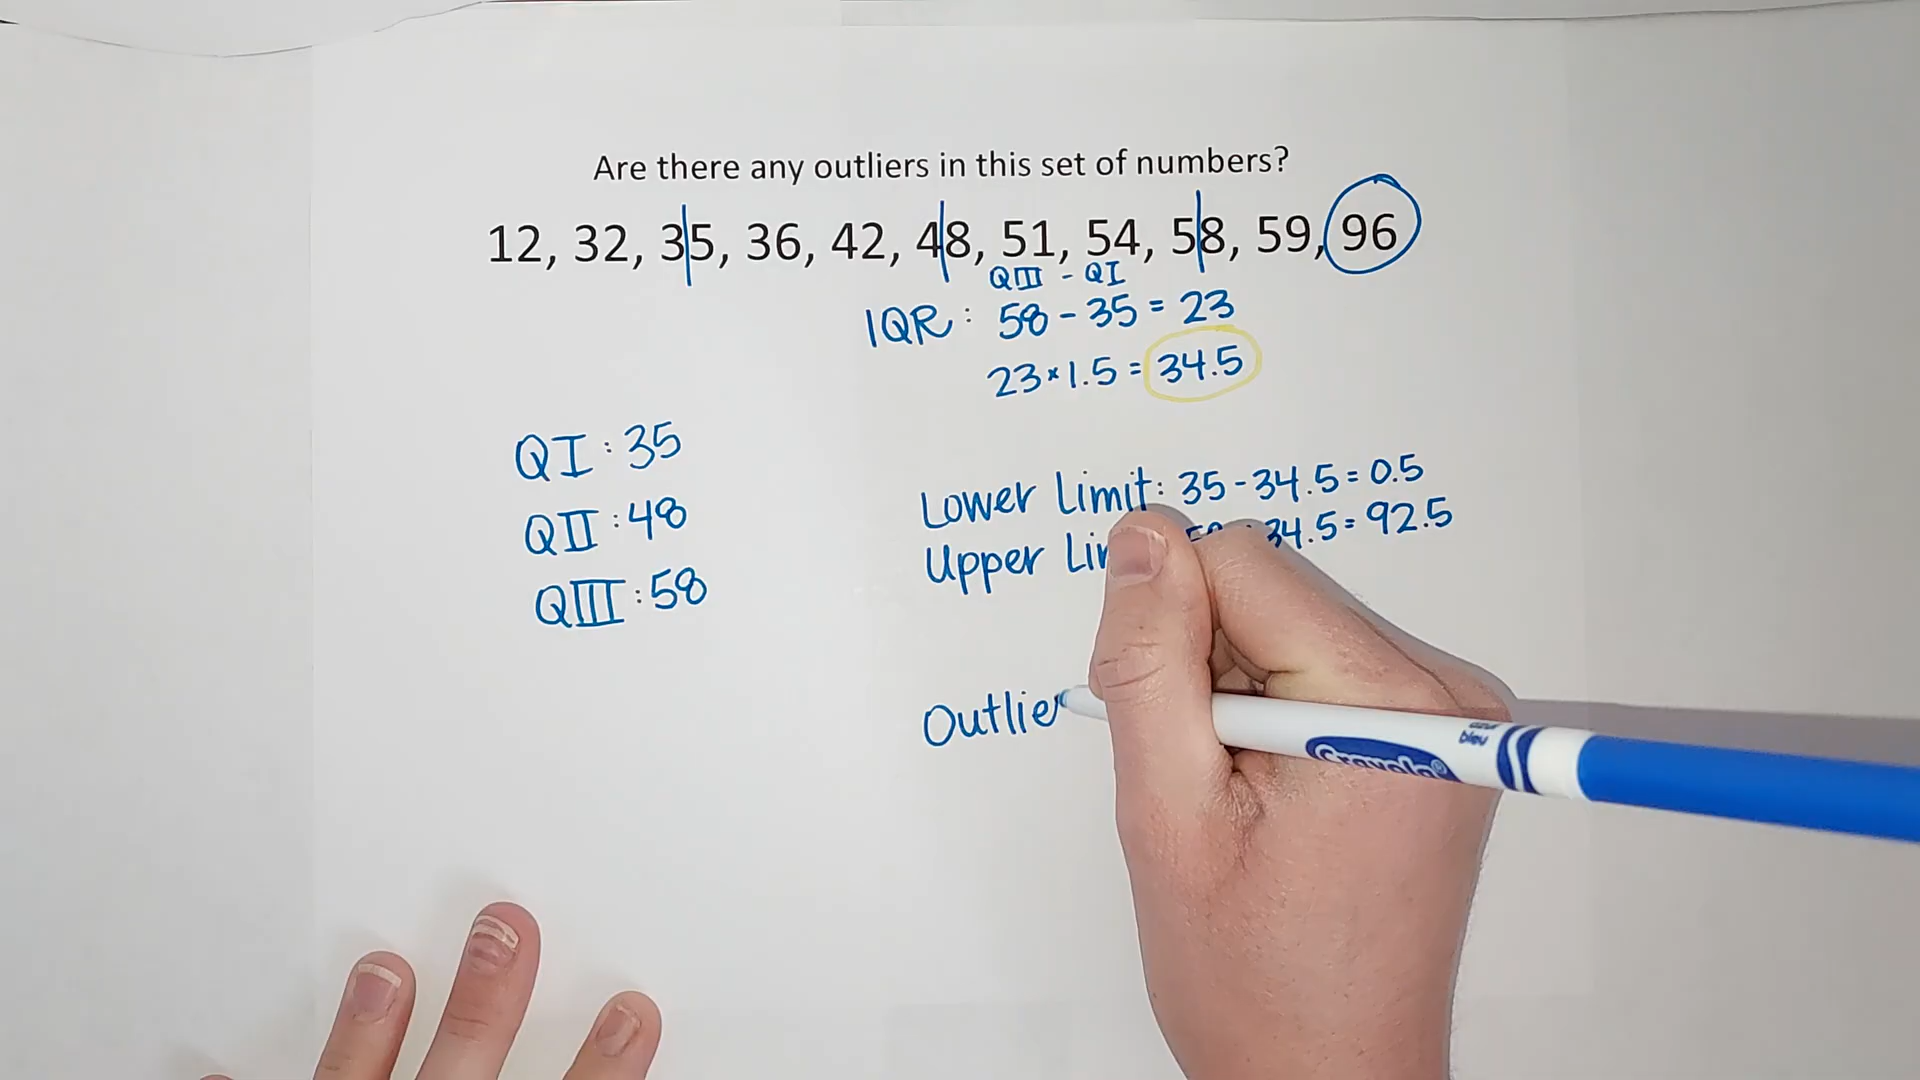 Are there any outliers in this set of numbers?
12, 32, 35, 36, 42, 48, 51, 54, 58, 59, 96
QIII - QI
IQR: 58 - 35 = 23
23 × 1.5 = 34.5
QI: 35
QII: 48
QIII: 58
Lower Limit: 35 - 34.5 = 0.5
Upper 34.5 = 92.5
Outlier
Crayola®
bleu